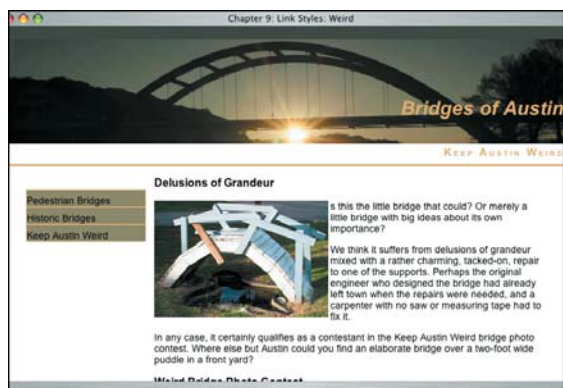 Chapter 9: Link Styles: Weird
Bridges of Austin
KEEP AUSTIN WEIRD
Pedestrian Bridges
Historic Bridges
Keep Austin Weird
Delusions of Grandeur
s this the little bridge that could? Or merely a
little bridge with big ideas about its own
importance?
We think it suffers from delusions of grandeur
mixed with a rather charming, tacked-on, repair
to one of the supports. Perhaps the original
engineer who designed the bridge had already
left town when the repairs were needed, and a
carpenter with no saw or measuring tape had to
fix it.
In any case, it certainly qualifies as a contestant in the Keep Austin Weird bridge photo
contest. Where else but Austin could you find an elaborate bridge over a two-foot wide
puddle in a front yard?
Weird Bridge Photo Contest